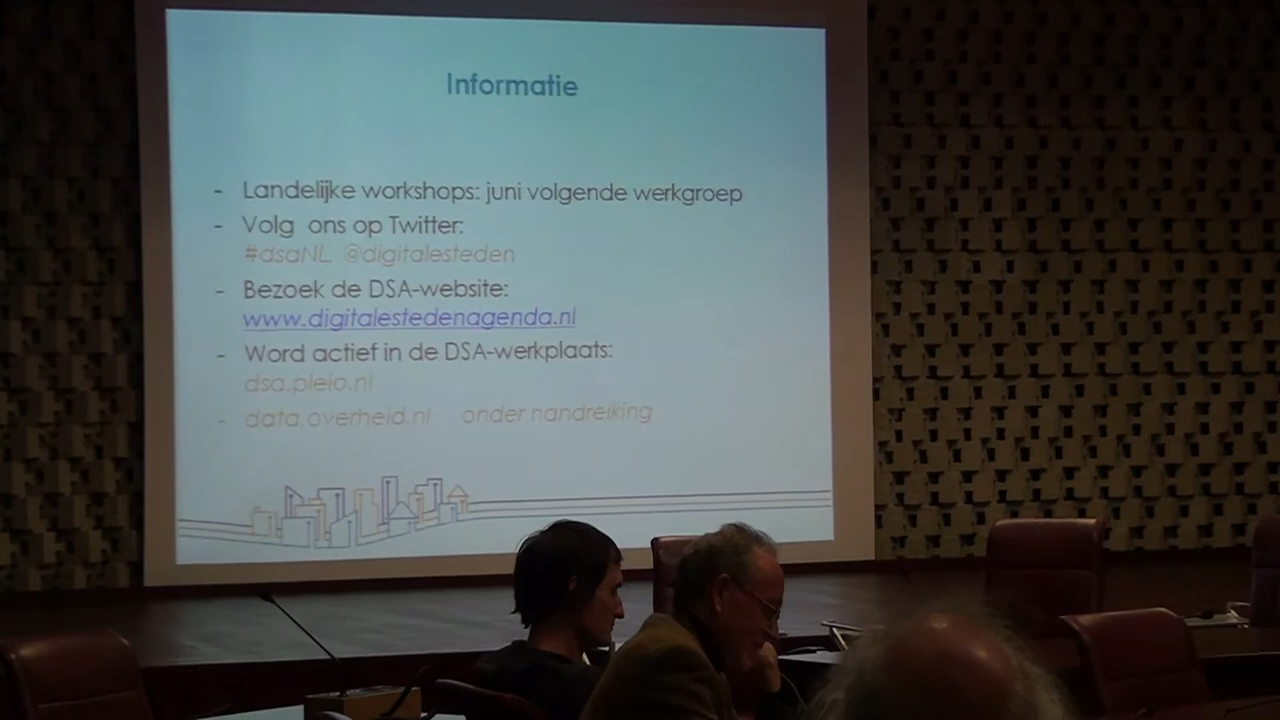 Informatie
- Landelijke workshops: juni volgende werkgroep
- Volg ons op Twitter:
#dsaNL @digitalesteden
- Bezoek de DSA-website:
www.digitalestedenagenda.nl
- Word actief in de DSA-werkplaats:
dsa.pleio.nl
- data.overheid.nl onder handreiking